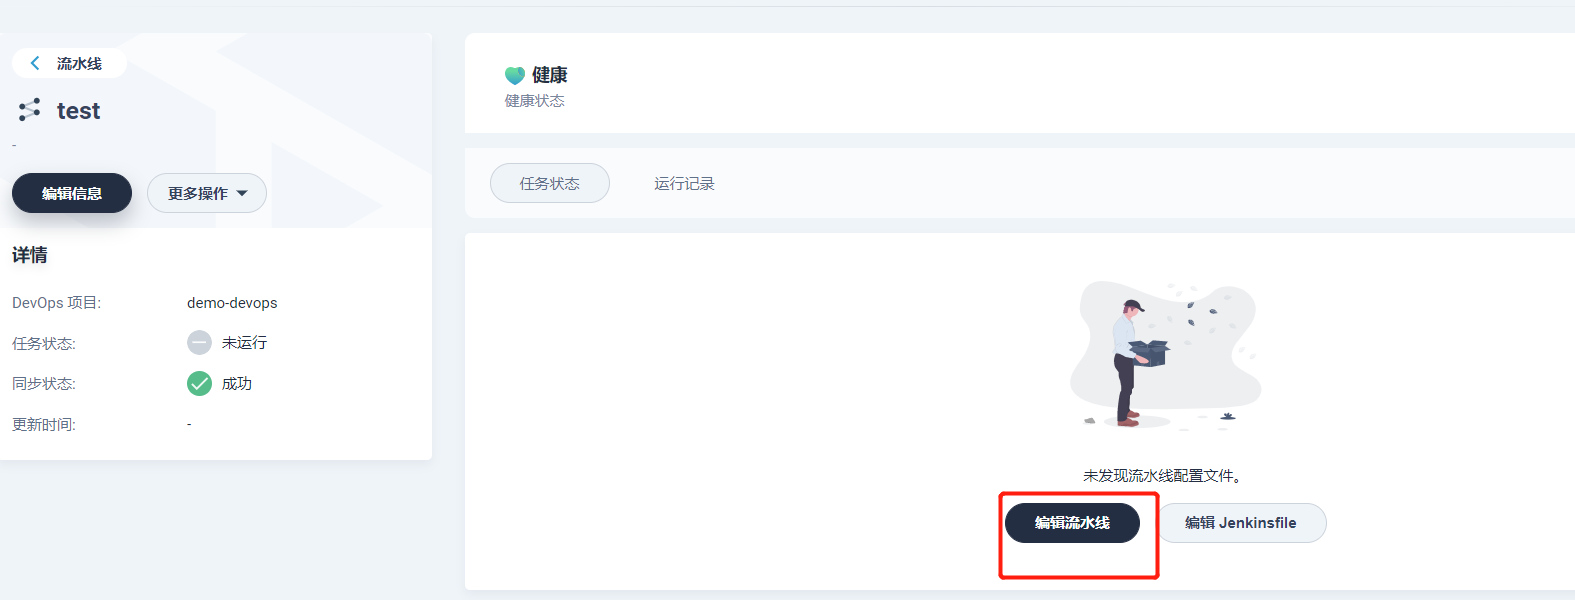 流水线
test
-
编辑信息
更多操作
详情
DevOps 项目:
demo-devops
任务状态:
未运行
同步状态:
成功
更新时间:
-
健康
健康状态
任务状态
运行记录
未发现流水线配置文件。
编辑流水线
编辑 Jenkinsfile